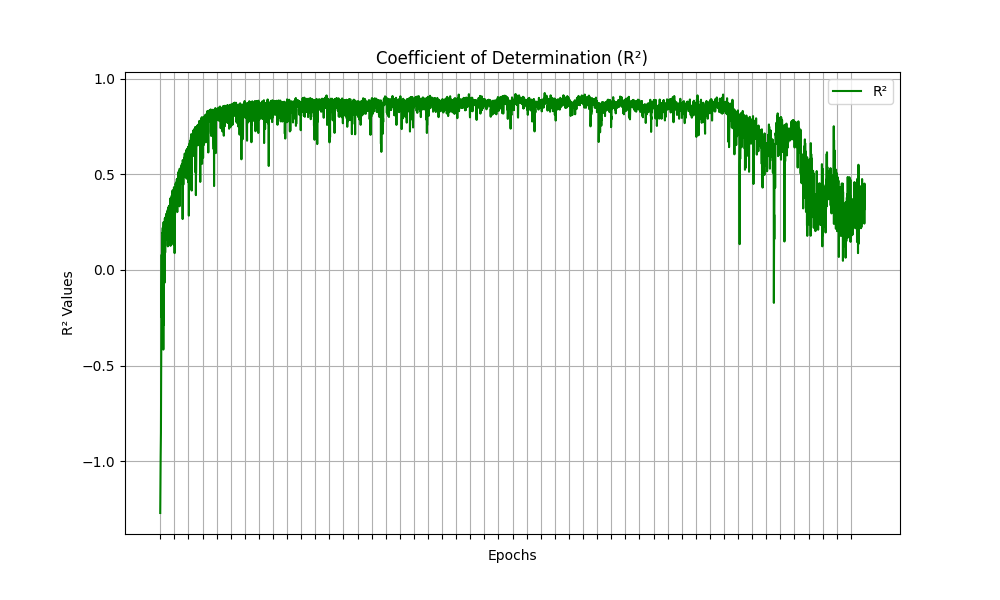 Coefficient of Determination (R²)
1.0
R²
0.5
0.0
R² Values
−0.5
−1.0
Epochs